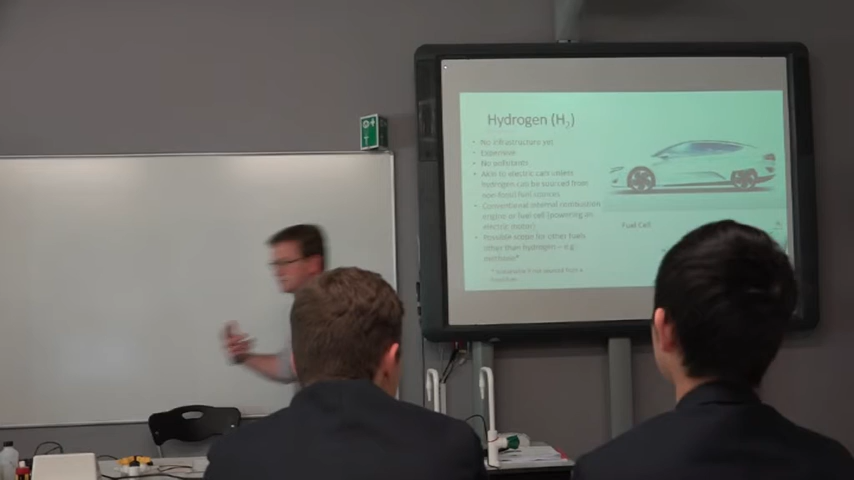 Hydrogen (H2)
• No infrastructure yet
• Expensive
• No pollutants
• Akin to electric cars unless
hydrogen can be sourced from
non-fossil fuel sources
• Conventional internal combustion
engine or fuel cell (powering an
electric motor)
• Possible scope for other fuels
other than hydrogen – e.g.
methanol*
Fuel Cell